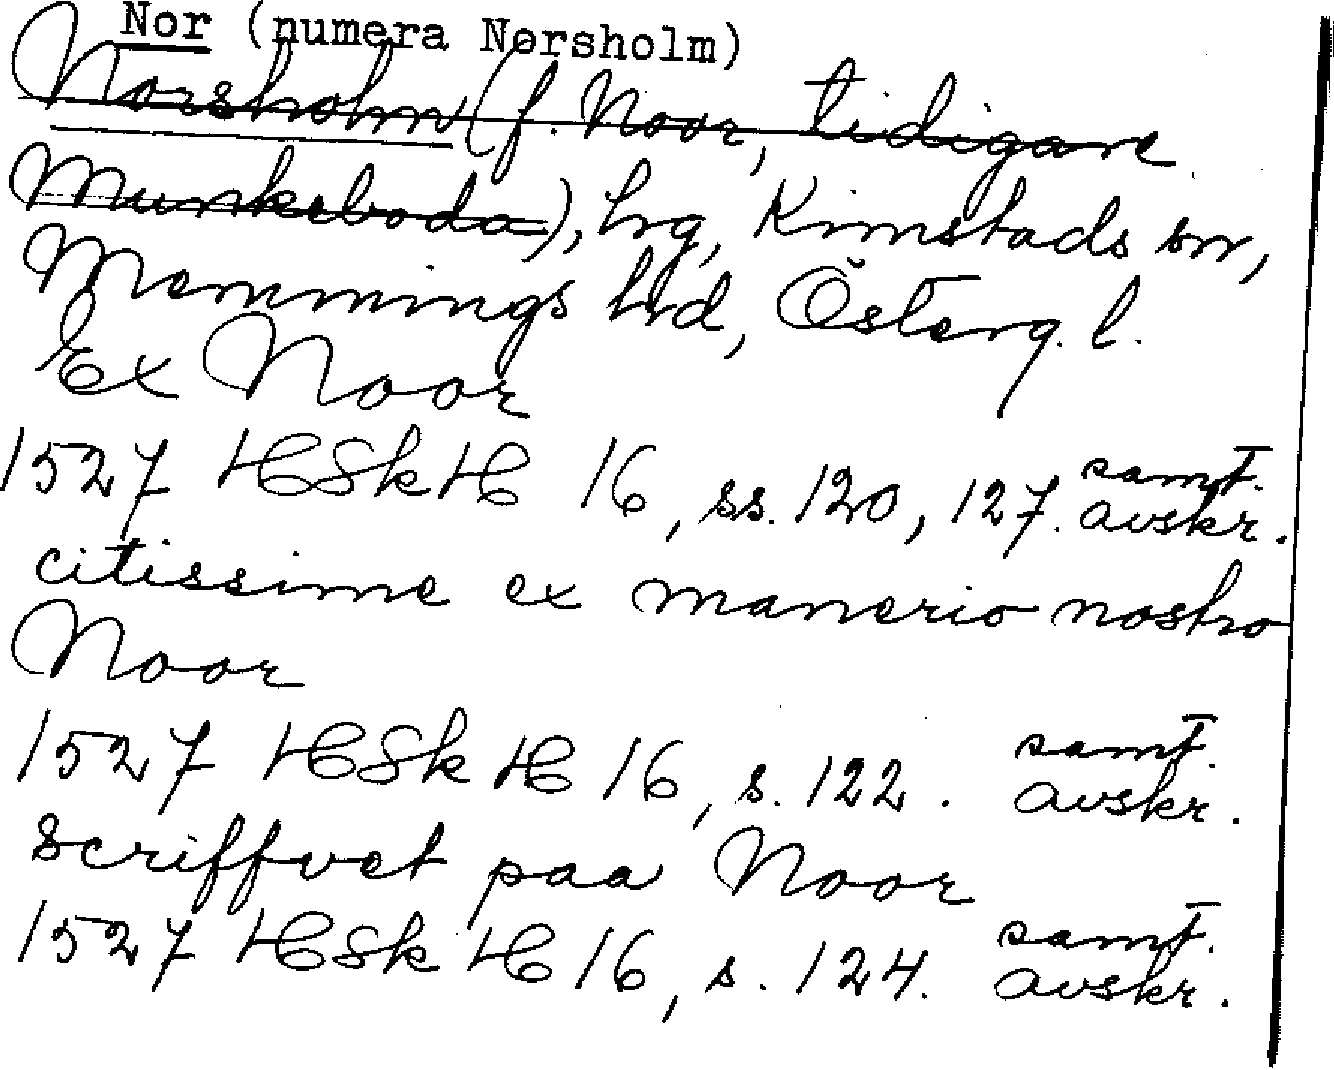 Nor (numera Norsholm)
Norsholm (f. Noor, tidigare
Munkeboda), hg, Kimstads sn,
Memmings hd, Österg. l.
Ex Noor
1527 HSkH 16, ss. 120, 127. samt. avskr.
citissime ex manerio nostro
Noor
1527 HSkH 16, s. 122. samt. avskr.
Scriffvet paa Noor
1527 HSkH 16, s. 124. samt. avskr.